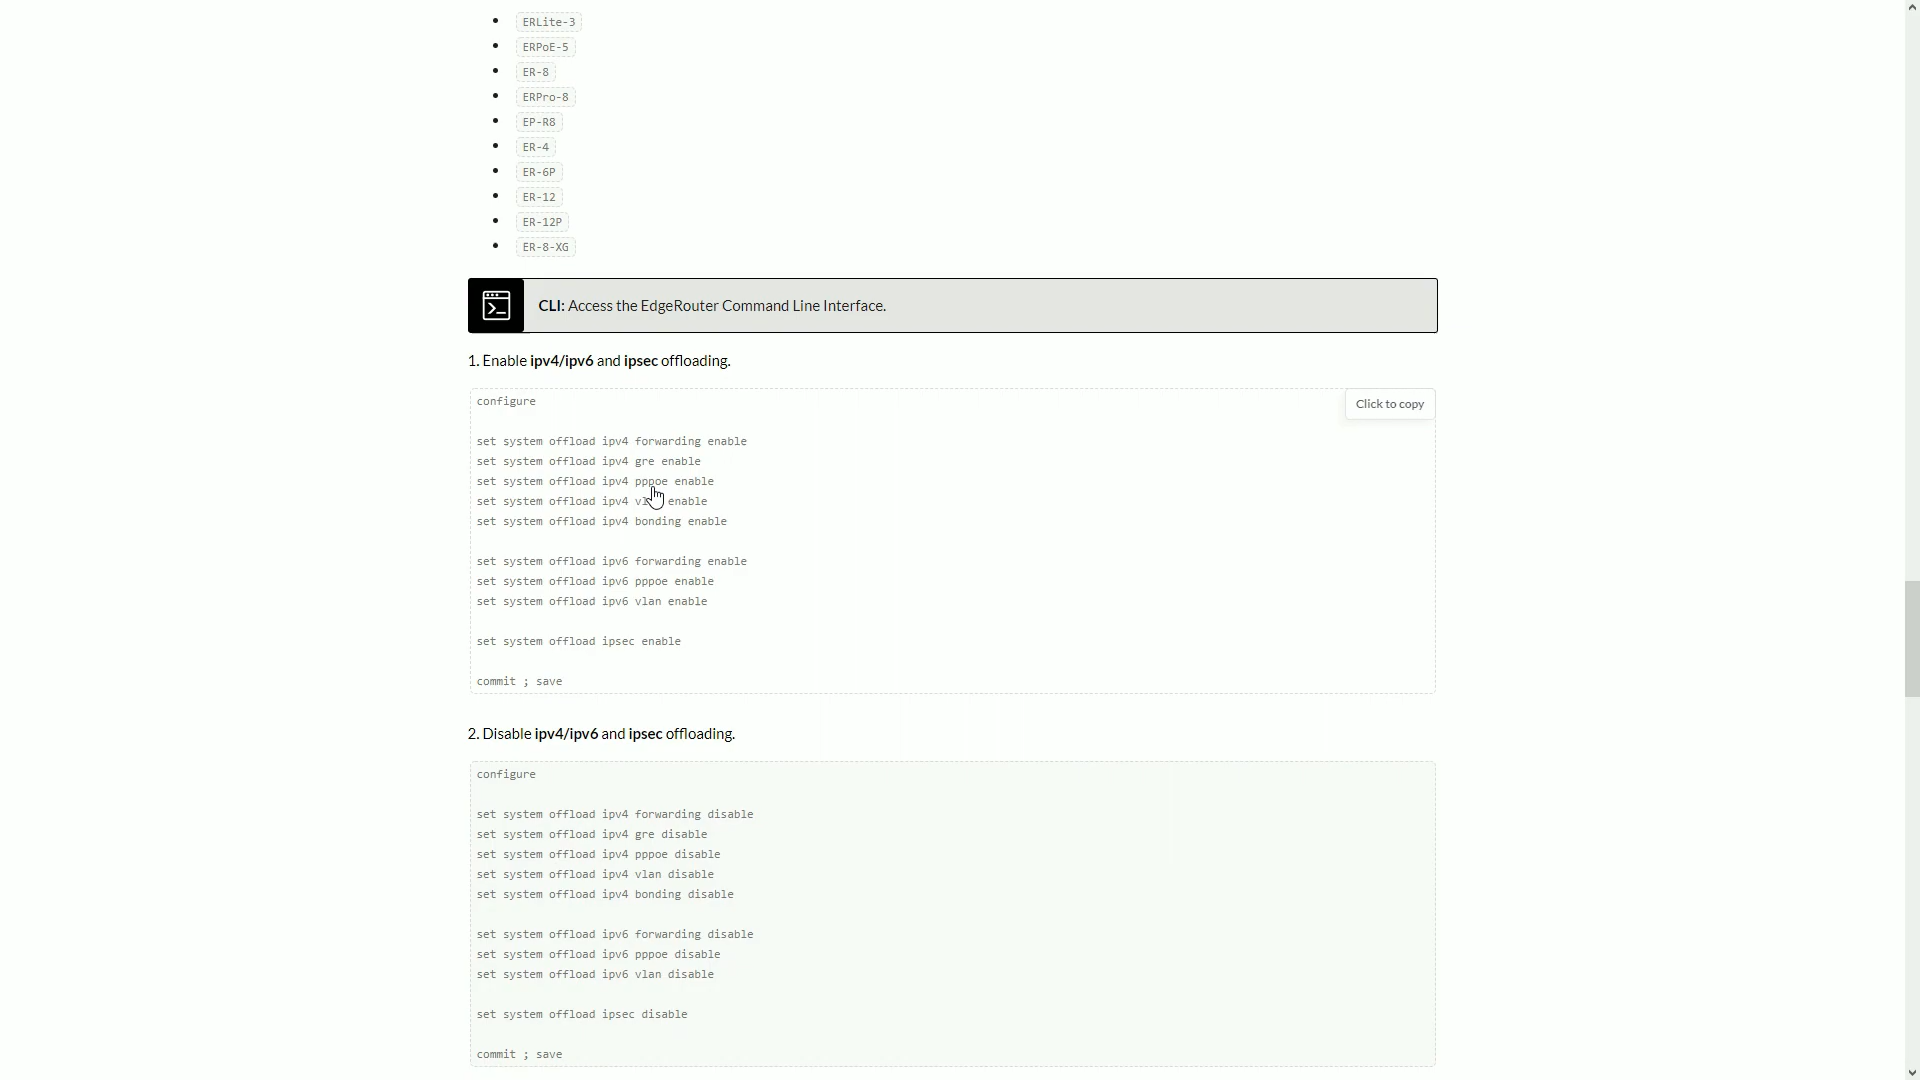 ERLite-3
ERPoE-5
ER-8
ERPro-8
EP-R8
ER-4
ER-6P
ER-12
ER-12P
ER-8-XG
CLI: Access the EdgeRouter Command Line Interface.
1. Enable ipv4/ipv6 and ipsec offloading.
Click to copy
configure
set system offload ipv4 forwarding enable
set system offload ipv4 gre enable
set system offload ipv4 pppoe enable
set system offload ipv4 enable
set system offload ipv4 bonding enable
set system offload ipv6 forwarding enable
set system offload ipv6 pppoe enable
set system offload ipv6 vlan enable
set system offload ipsec enable
commit ; save
2. Disable ipv4/ipv6 and ipsec offloading.
configure
set system offload ipv4 forwarding disable
set system offload ipv4 gre disable
set system offload ipv4 pppoe disable
set system offload ipv4 vlan disable
set system offload ipv4 bonding disable
set system offload ipv6 forwarding disable
set system offload ipv6 pppoe disable
set system offload ipv6 vlan disable
set system offload ipsec disable
commit ; save